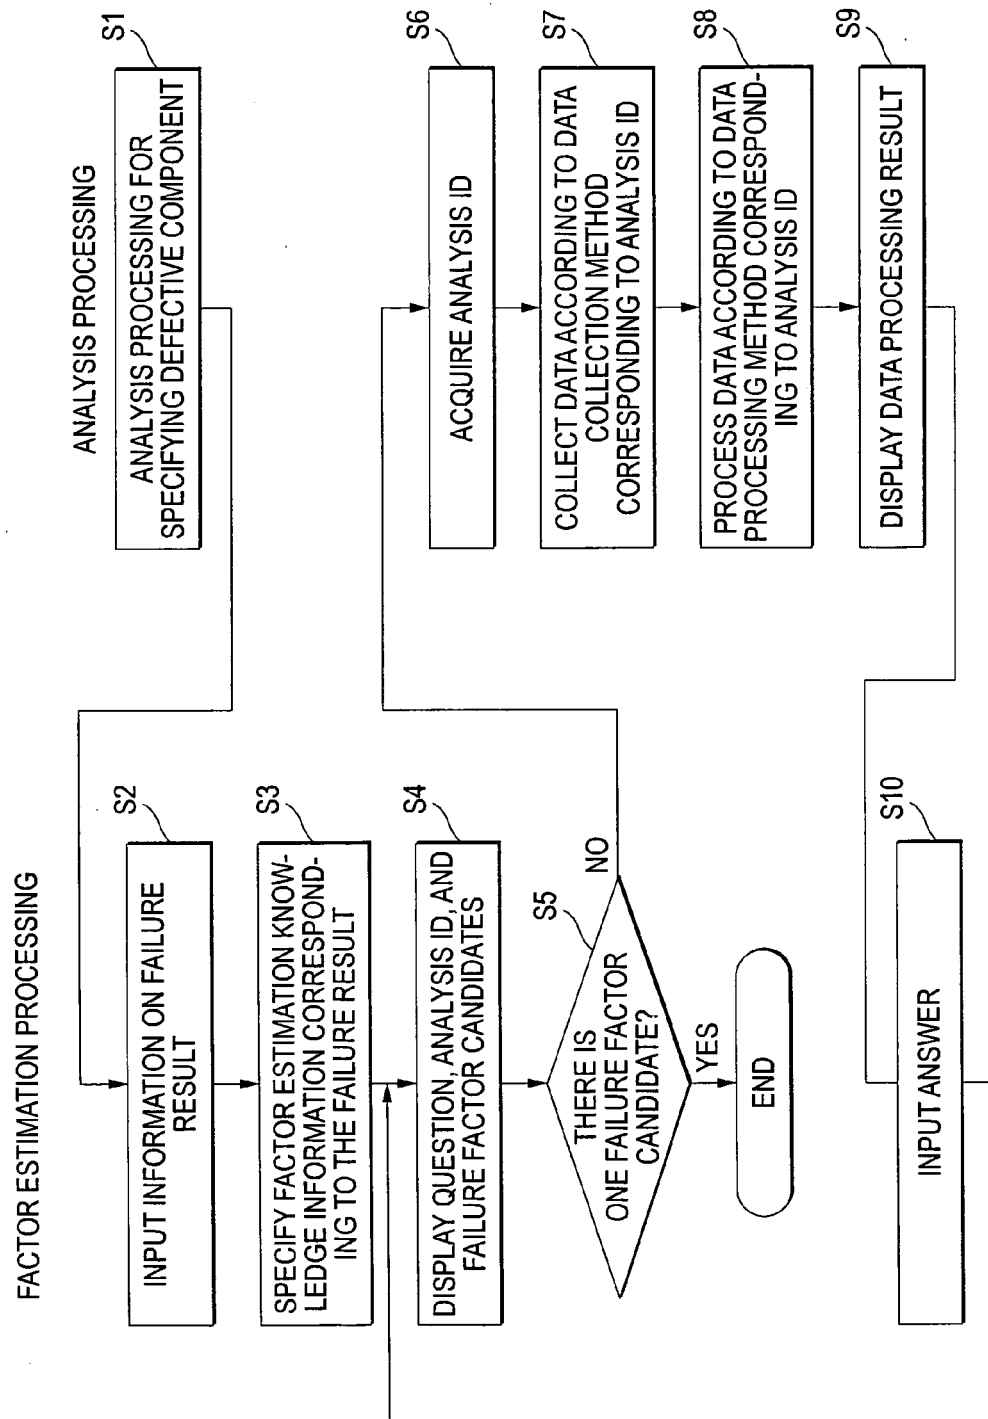 FACTOR ESTIMATION PROCESSING
ANALYSIS PROCESSING
S1
ANALYSIS PROCESSING FOR
SPECIFYING DEFECTIVE COMPONENT
S2
INPUT INFORMATION ON FAILURE
RESULT
S3
SPECIFY FACTOR ESTIMATION KNOW-
LEDGE INFORMATION CORRESPOND-
ING TO THE FAILURE RESULT
S4
DISPLAY QUESTION, ANALYSIS ID, AND
FAILURE FACTOR CANDIDATES
S5
THERE IS
ONE FAILURE FACTOR
CANDIDATE?
NO
YES
END
S6
ACQUIRE ANALYSIS ID
S7
COLLECT DATA ACCORDING TO DATA
COLLECTION METHOD
CORRESPONDING TO ANALYSIS ID
S8
PROCESS DATA ACCORDING TO DATA
PROCESSING METHOD CORRESPOND-
ING TO ANALYSIS ID
S9
DISPLAY DATA PROCESSING RESULT
S10
INPUT ANSWER